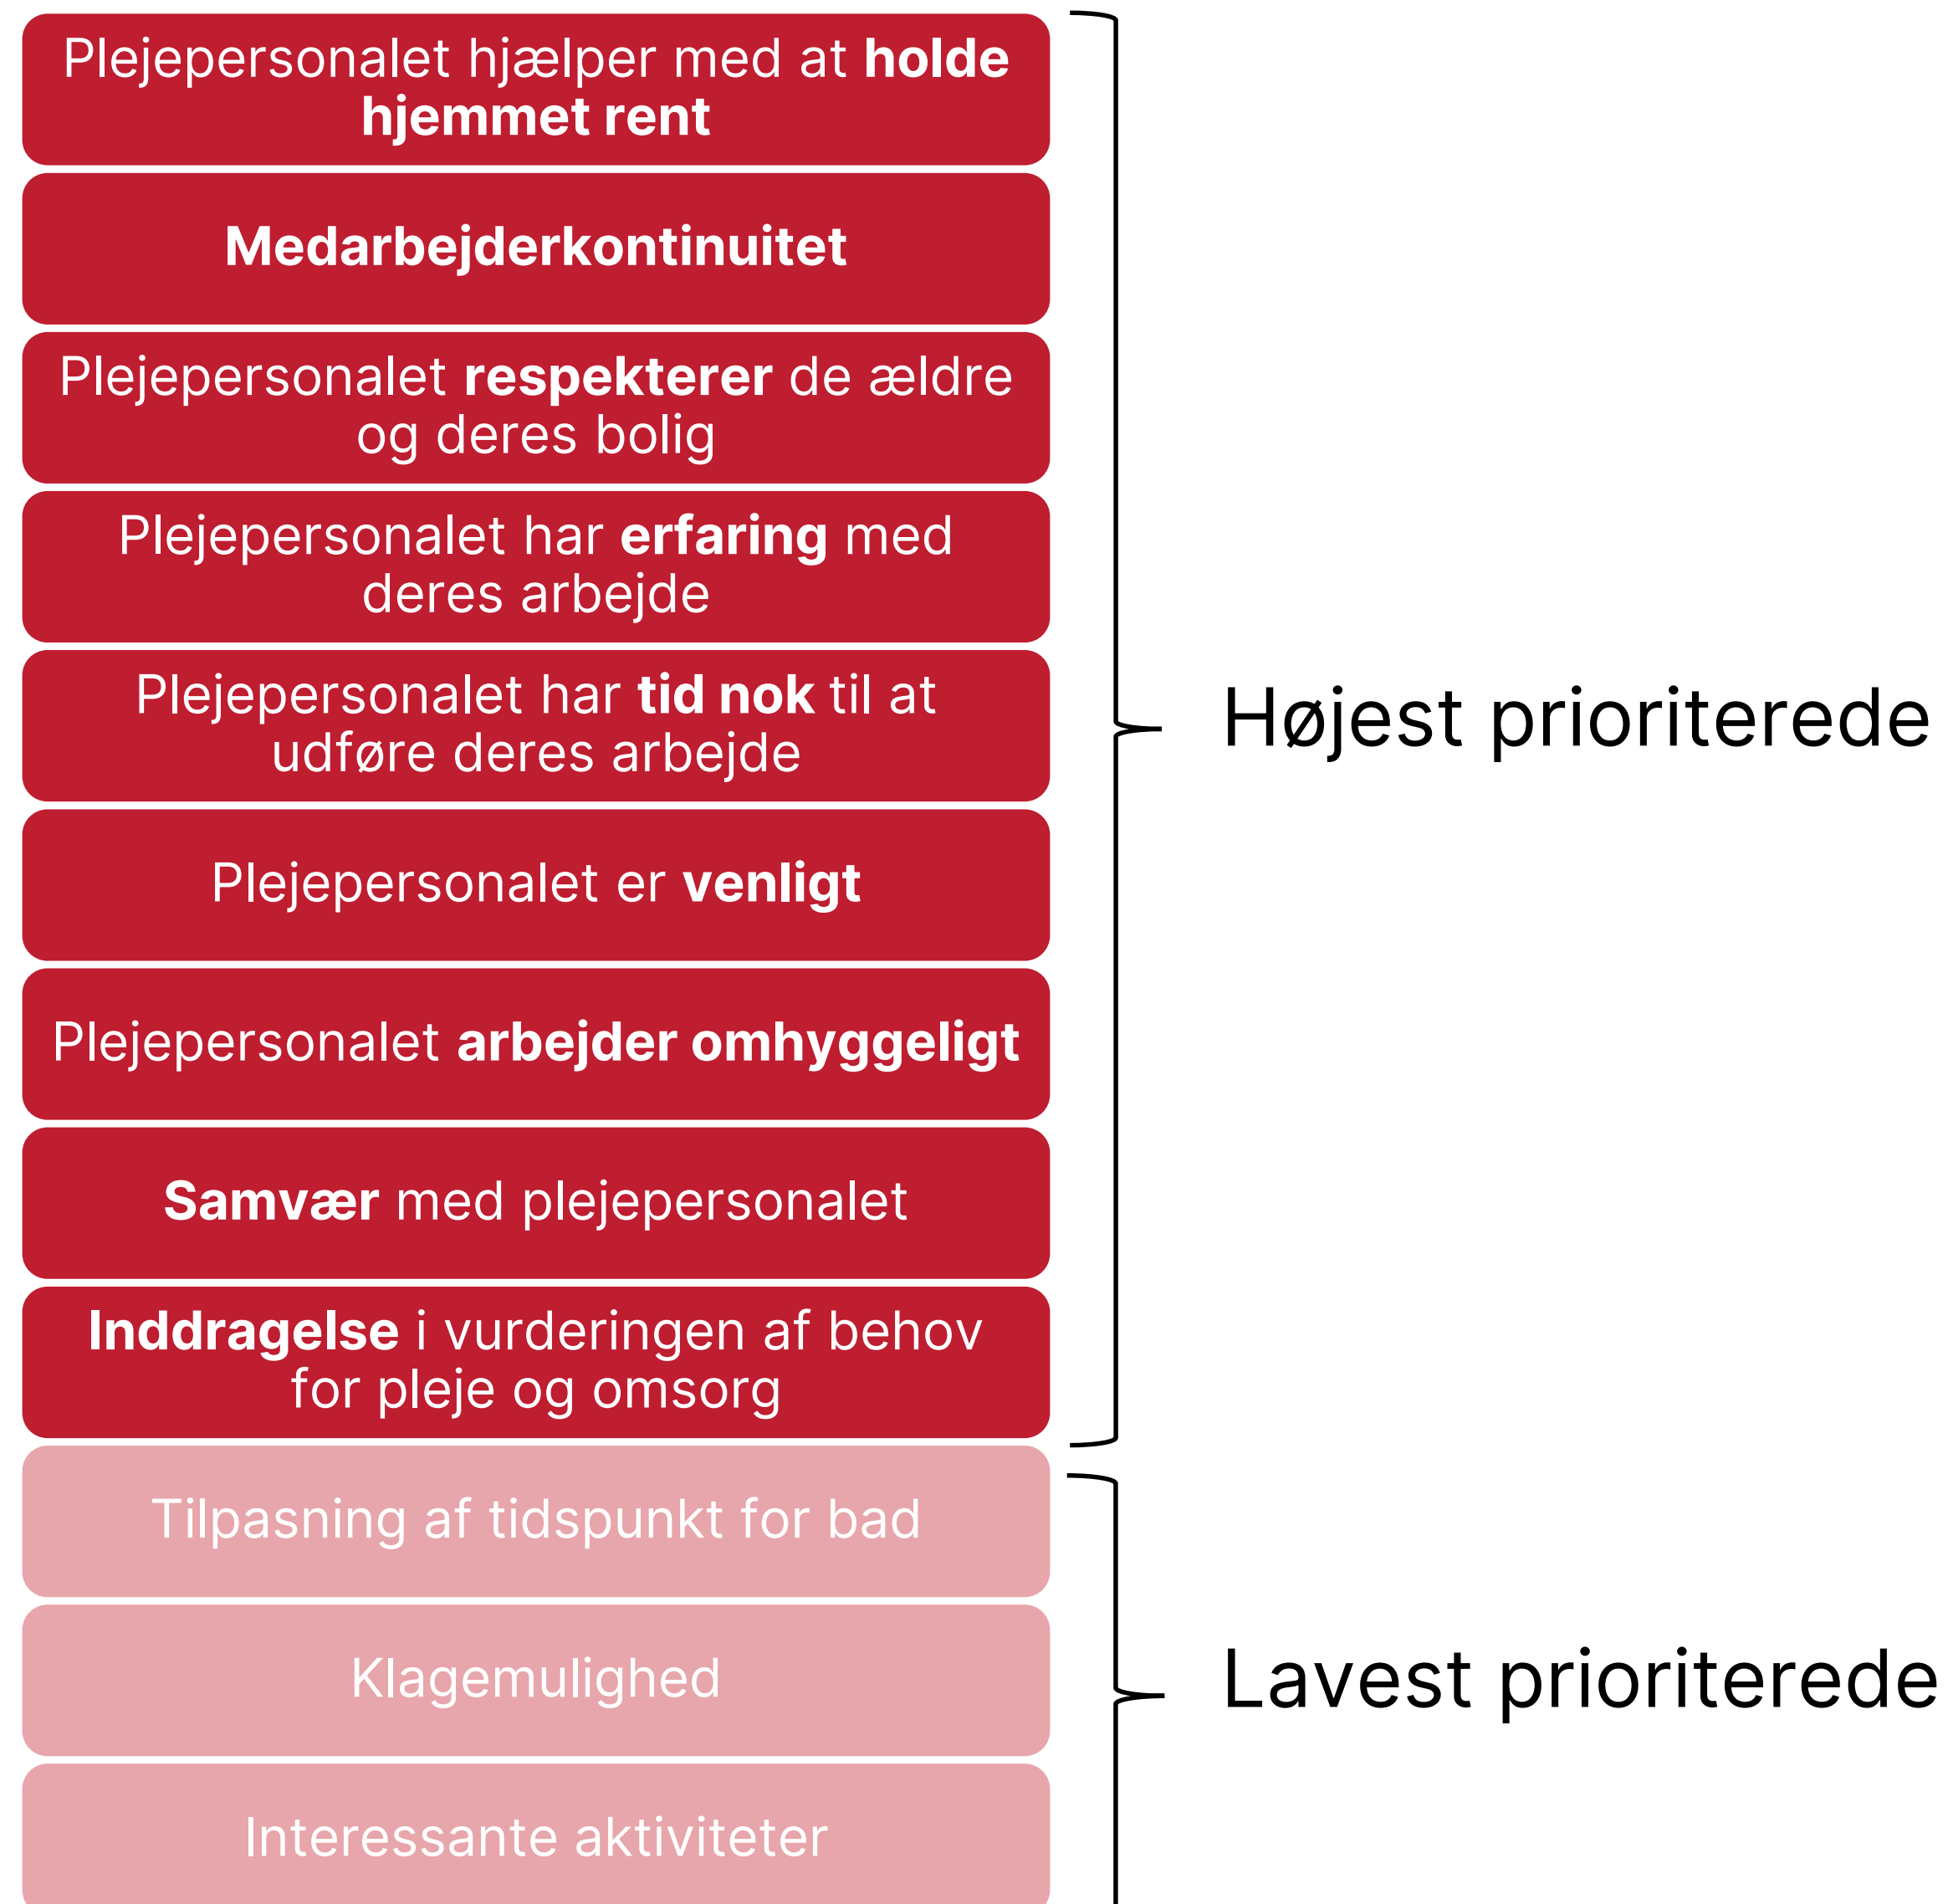 Plejepersonalet hjælper med at holde
hjemmet rent
Medarbejderkontinuitet
Plejepersonalet respekterer de ældre
og deres bolig
Plejepersonalet har erfaring med
deres arbejde
Plejepersonalet har tid nok til at
udføre deres arbejde
Plejepersonalet er venligt
Plejepersonalet arbejder omhyggeligt
Samvær med plejepersonalet
Inddragelse i vurderingen af behov
for pleje og omsorg
Højest prioriterede
Tilpasning af tidspunkt for bad
Klagemulighed
Interessante aktiviteter
Lavest prioriterede